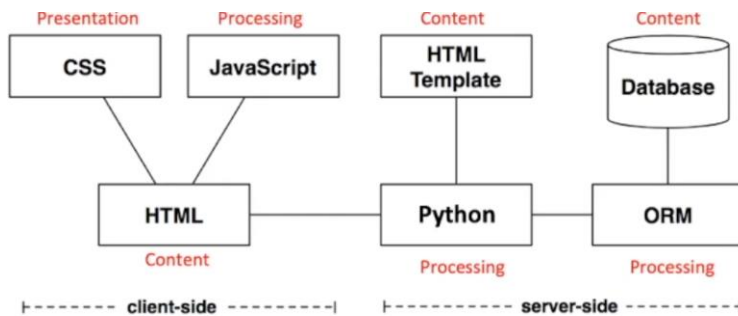 Presentation
Processing
Content
Content
CSS
JavaScript
HTML
Template
Database
HTML
Python
ORM
Content
Processing
Processing
client-side
server-side